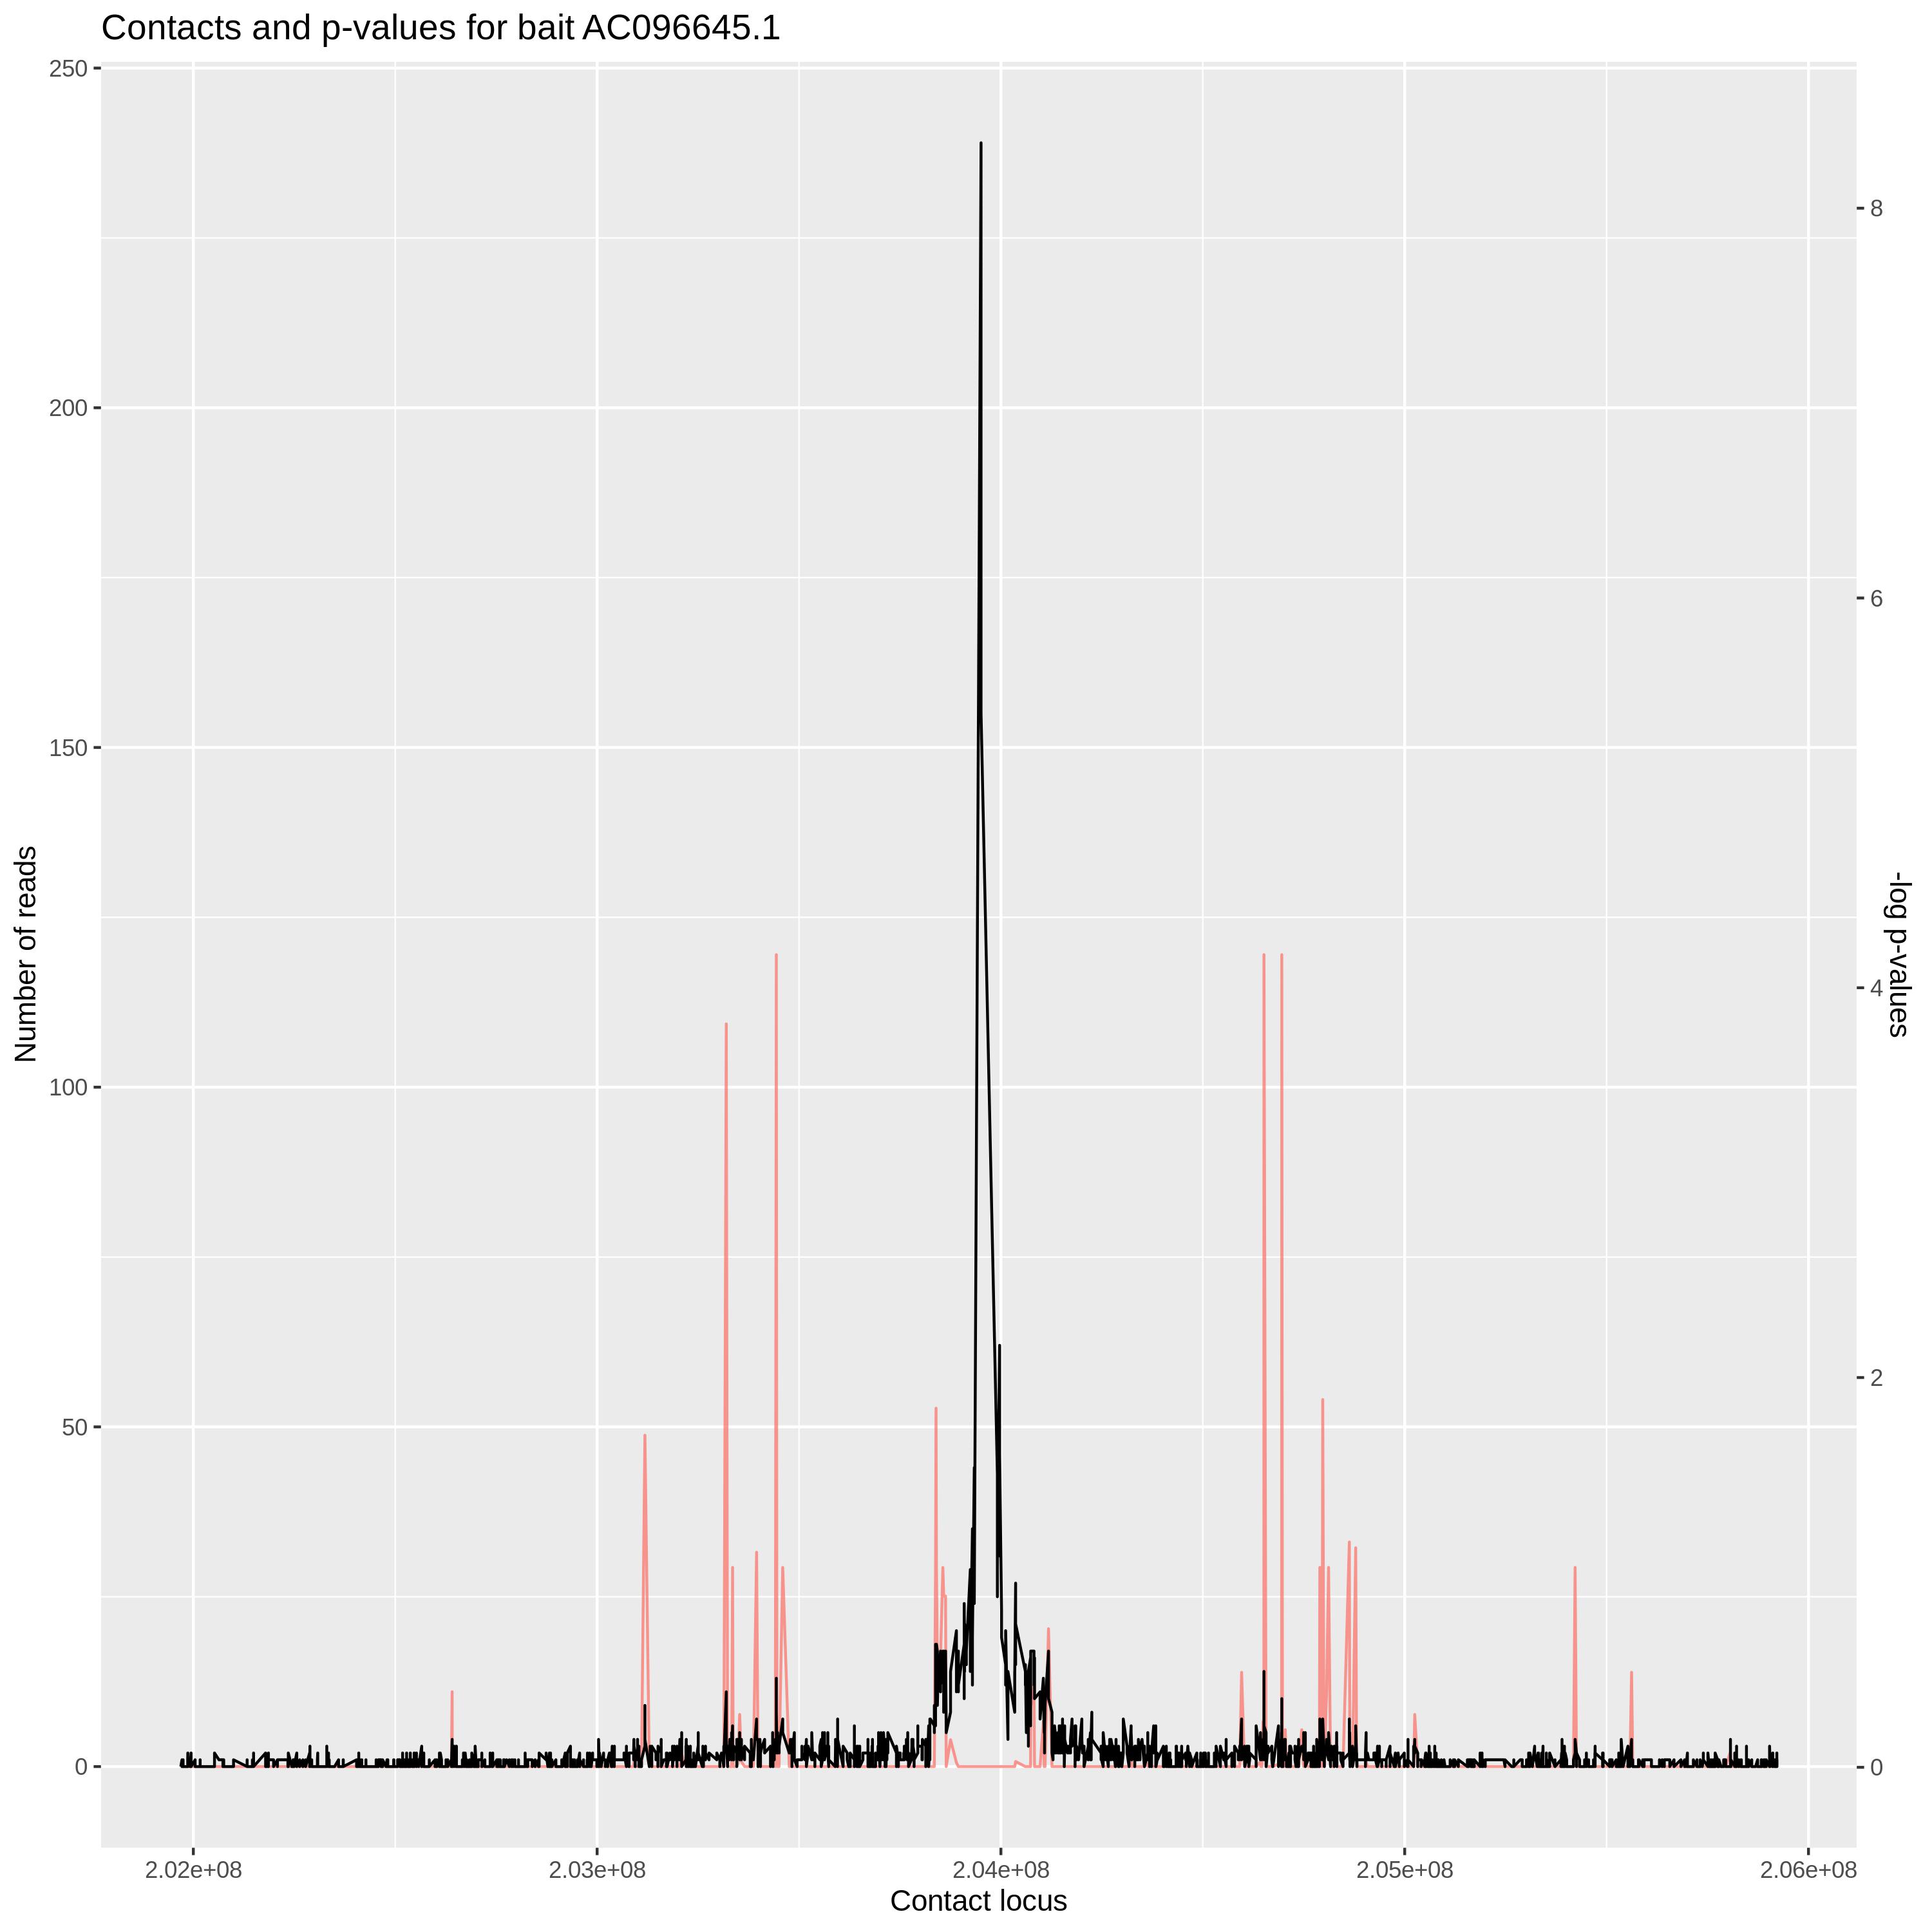 Contacts and p-values for bait AC096645.1
250
200
150
100
50
0
Number of reads
8
6
4
2
0
-log p-values
2.02e+08
2.03e+08
2.04e+08
2.05e+08
2.06e+08
Contact locus